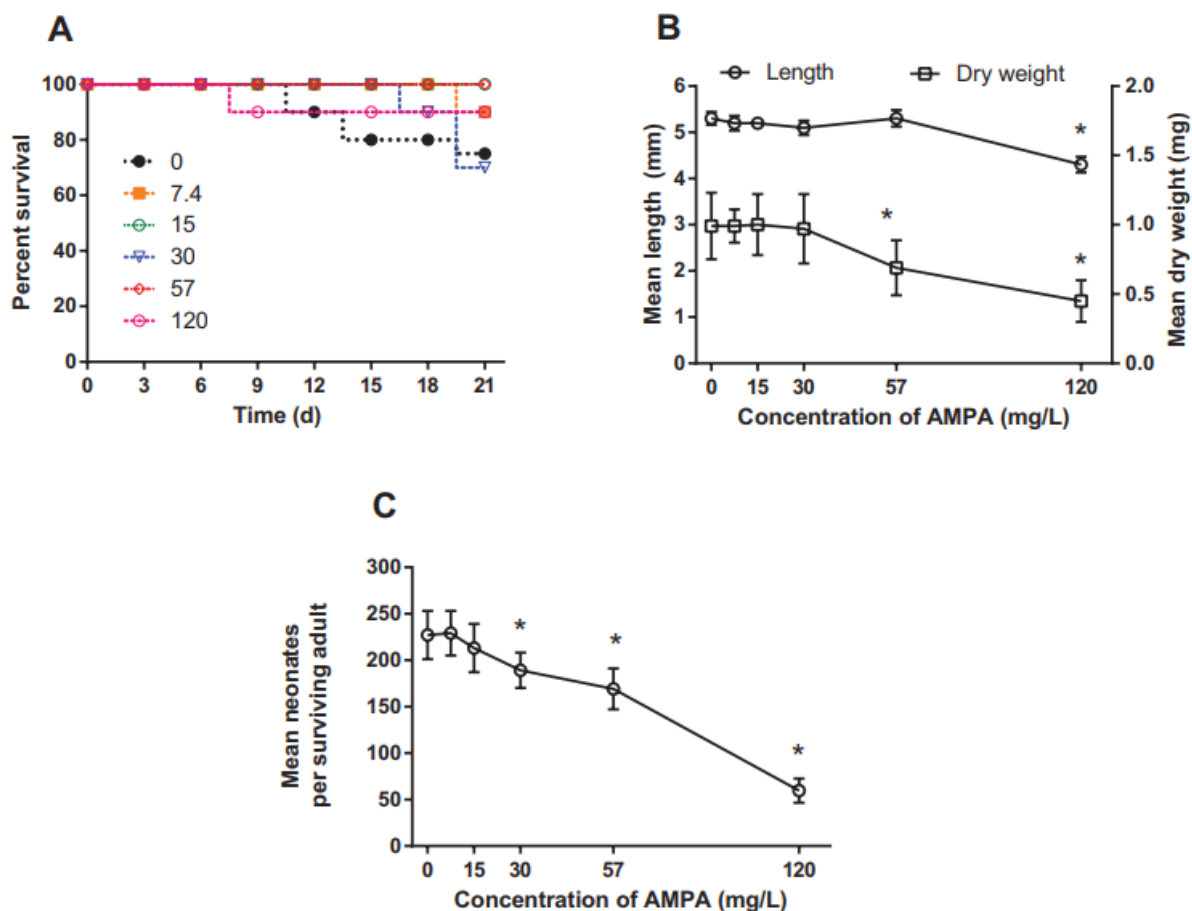 A
Percent survival
100
80
60
40
20
0
0
7.4
15
30
57
120
0 3 6 9 12 15 18 21
Time (d)
B
Length Dry weight
Mean length (mm)
6
5
4
3
2
1
0
* *
* *
2.0
1.5
1.0
0.5
0.0
Mean dry weight (mg)
0 15 30 57 120
Concentration of AMPA (mg/L)
C
Mean neonates
per surviving adult
300
250
200
150
100
50
0
* * *
0 15 30 57 120
Concentration of AMPA (mg/L)